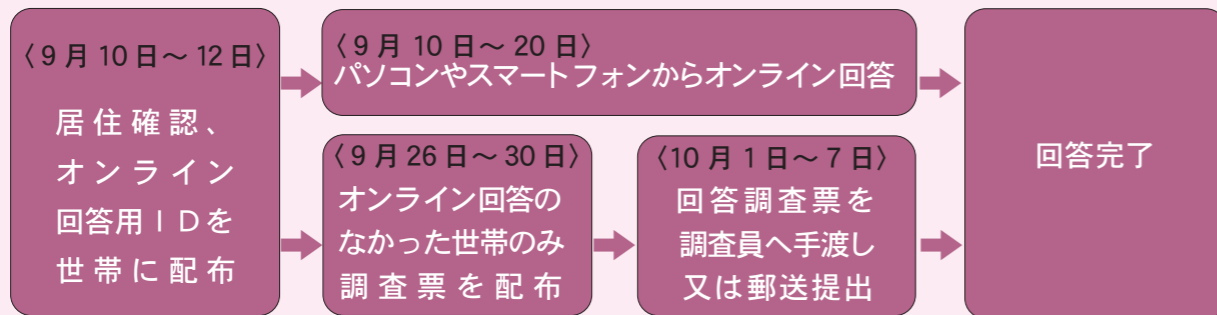 〈9月10日～12日〉
居住確認、
オンライン
回答用IDを
世帯に配布
〈9月10日～20日〉
パソコンやスマートフォンからオンライン回答
〈9月26日～30日〉
オンライン回答の
なかった世帯のみ
調査票を配布
〈10月1日～7日〉
回答調査票を
調査員へ手渡し
又は郵送提出
回答完了